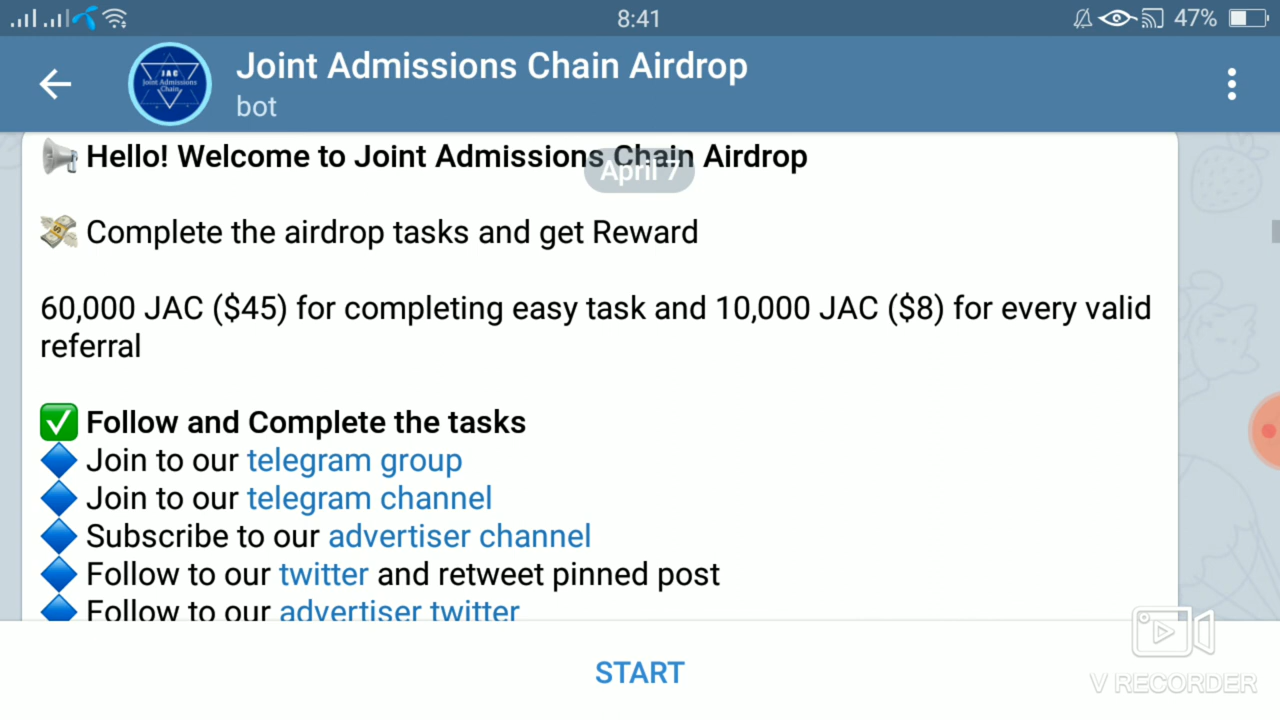 8:41
47%
Joint Admissions Chain Airdrop
JAC
Joint Admissions
Chain
bot
Hello! Welcome to Joint Admissions Chain Airdrop
April 7
Complete the airdrop tasks and get Reward
60,000 JAC ($45) for completing easy task and 10,000 JAC ($8) for every valid
referral
Follow and Complete the tasks
Join to our telegram group
Join to our telegram channel
Subscribe to our advertiser channel
Follow to our twitter and retweet pinned post
Follow to our advertiser twitter
START
V RECORDER